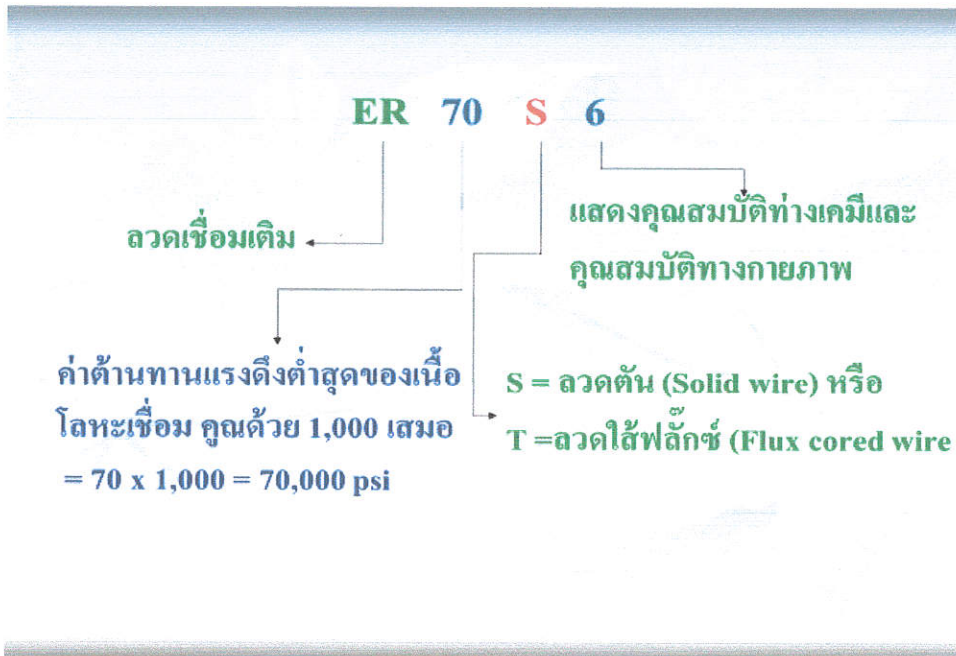 ER 70 S 6
ลวดเชื่อมเติม
แสดงคุณสมบัติท่างเคมีและ
คุณสมบัติทางกายภาพ
ค่าต้านทานแรงดึงต่ำสุดของเนื้อ
โลหะเชื่อม คูณด้วย 1,000 เสมอ
= 70 x 1,000 = 70,000 psi
S = ลวดตัน (Solid wire) หรือ
T =ลวดใส้ฟลั๊กซ์ (Flux cored wire